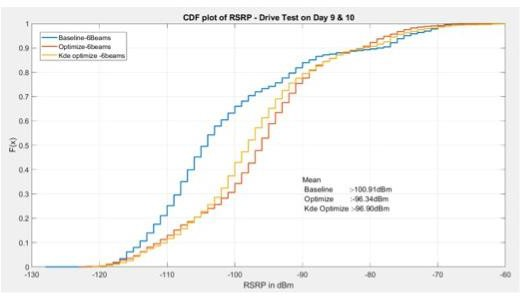 CDF plot of RSRP - Drive Test on Day 9 & 10
Baseline-6Beams
Optimize-6beams
Kde optimize -6beams
1
0.9
0.8
0.7
0.6
0.5
0.4
0.3
0.2
0.1
0
F(x)
Mean
Baseline :-100.91dBm
Optimize :-96.34dBm
Kde Optimize :-96.90dBm
-130 -120 -110 -100 -90 -80 -70 -60
RSRP in dBm